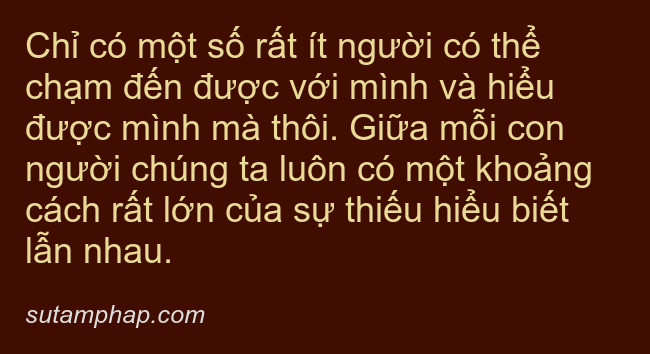 Chỉ có một số rất ít người có thể
chạm đến được với mình và hiểu
được mình mà thôi. Giữa mỗi con
người chúng ta luôn có một khoảng
cách rất lớn của sự thiếu hiểu biết
lẫn nhau.
sutamphap.com